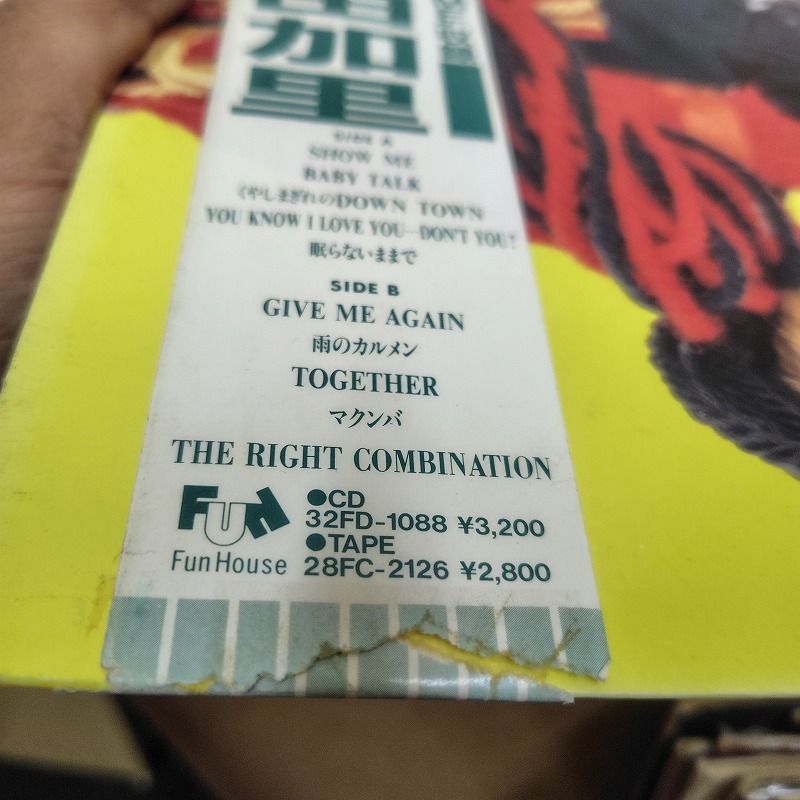 加里
SIDE A
SHOW ME
BABY TALK
くやしまぎれのDOWN TOWN
YOU KNOW I LOVE YOU…DON'T YOU?
眠らないままで
SIDE B
GIVE ME AGAIN
雨のカルメン
TOGETHER
マクンバ
THE RIGHT COMBINATION
FUN
Fun House
●CD
32FD-1088 ¥3,200
●TAPE
28FC-2126 ¥2,800